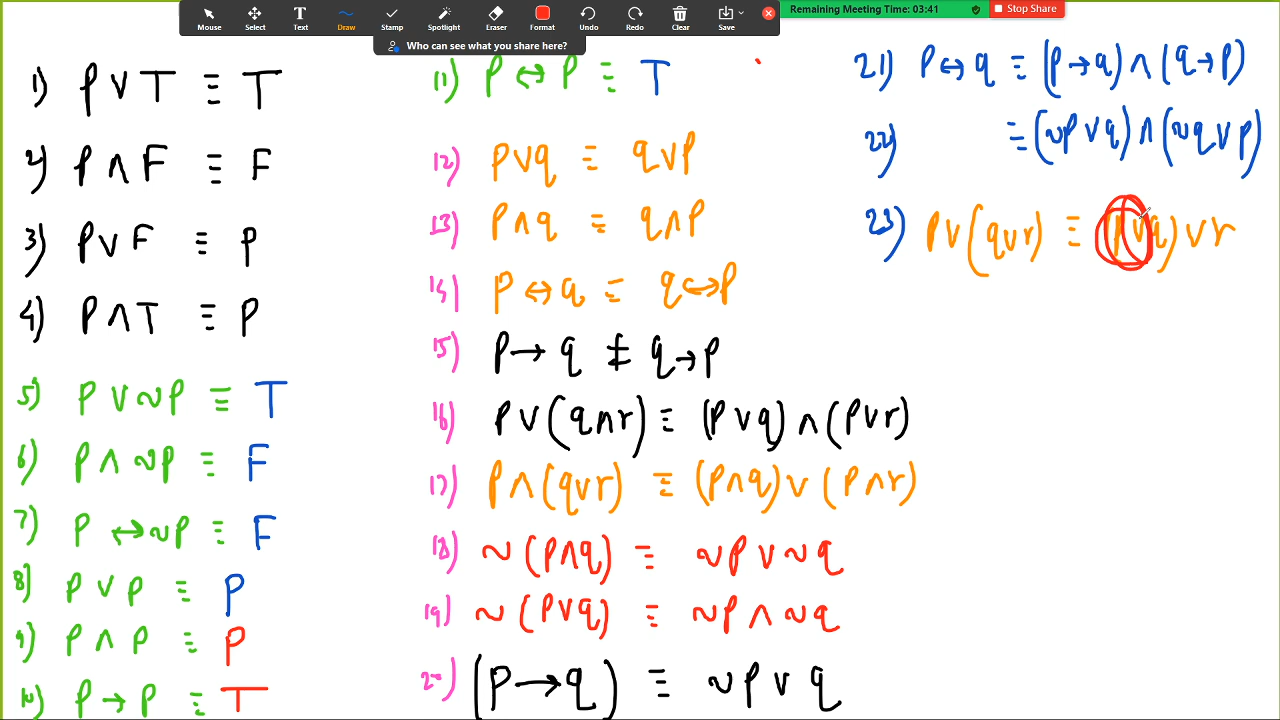 Mouse Select Text Draw Stamp Spotlight Eraser Format Undo Redo Clear Save
Remaining Meeting Time: 03:41 Stop Share
Who can see what you share here?
1) P ∨ T ≡ T
2) P ∧ F ≡ F
3) P ∨ F ≡ P
4) P ∧ T ≡ P
5) P ∨ ~P ≡ T
6) P ∧ ~P ≡ F
7) P ↔ ~P ≡ F
8) P ∨ P ≡ P
9) P ∧ P ≡ P
10) P → P ≡ T
11) P ↔ P ≡ T
12) P ∨ q ≡ q ∨ P
13) P ∧ q ≡ q ∧ P
14) P ↔ q ≡ q ↔ P
15) P → q ≢ q → P
16) P ∨ (q ∧ r) ≡ (P ∨ q) ∧ (P ∨ r)
17) P ∧ (q ∨ r) ≡ (P ∧ q) ∨ (P ∧ r)
18) ~(P ∧ q) ≡ ~P ∨ ~q
19) ~(P ∨ q) ≡ ~P ∧ ~q
20) (P → q) ≡ ~P ∨ q
21) P ↔ q ≡ (P → q) ∧ (q → P)
22) ≡ (~P ∨ q) ∧ (~q ∨ P)
23) P ∨ (q ∨ r) ≡ (P ∨ q) ∨ r